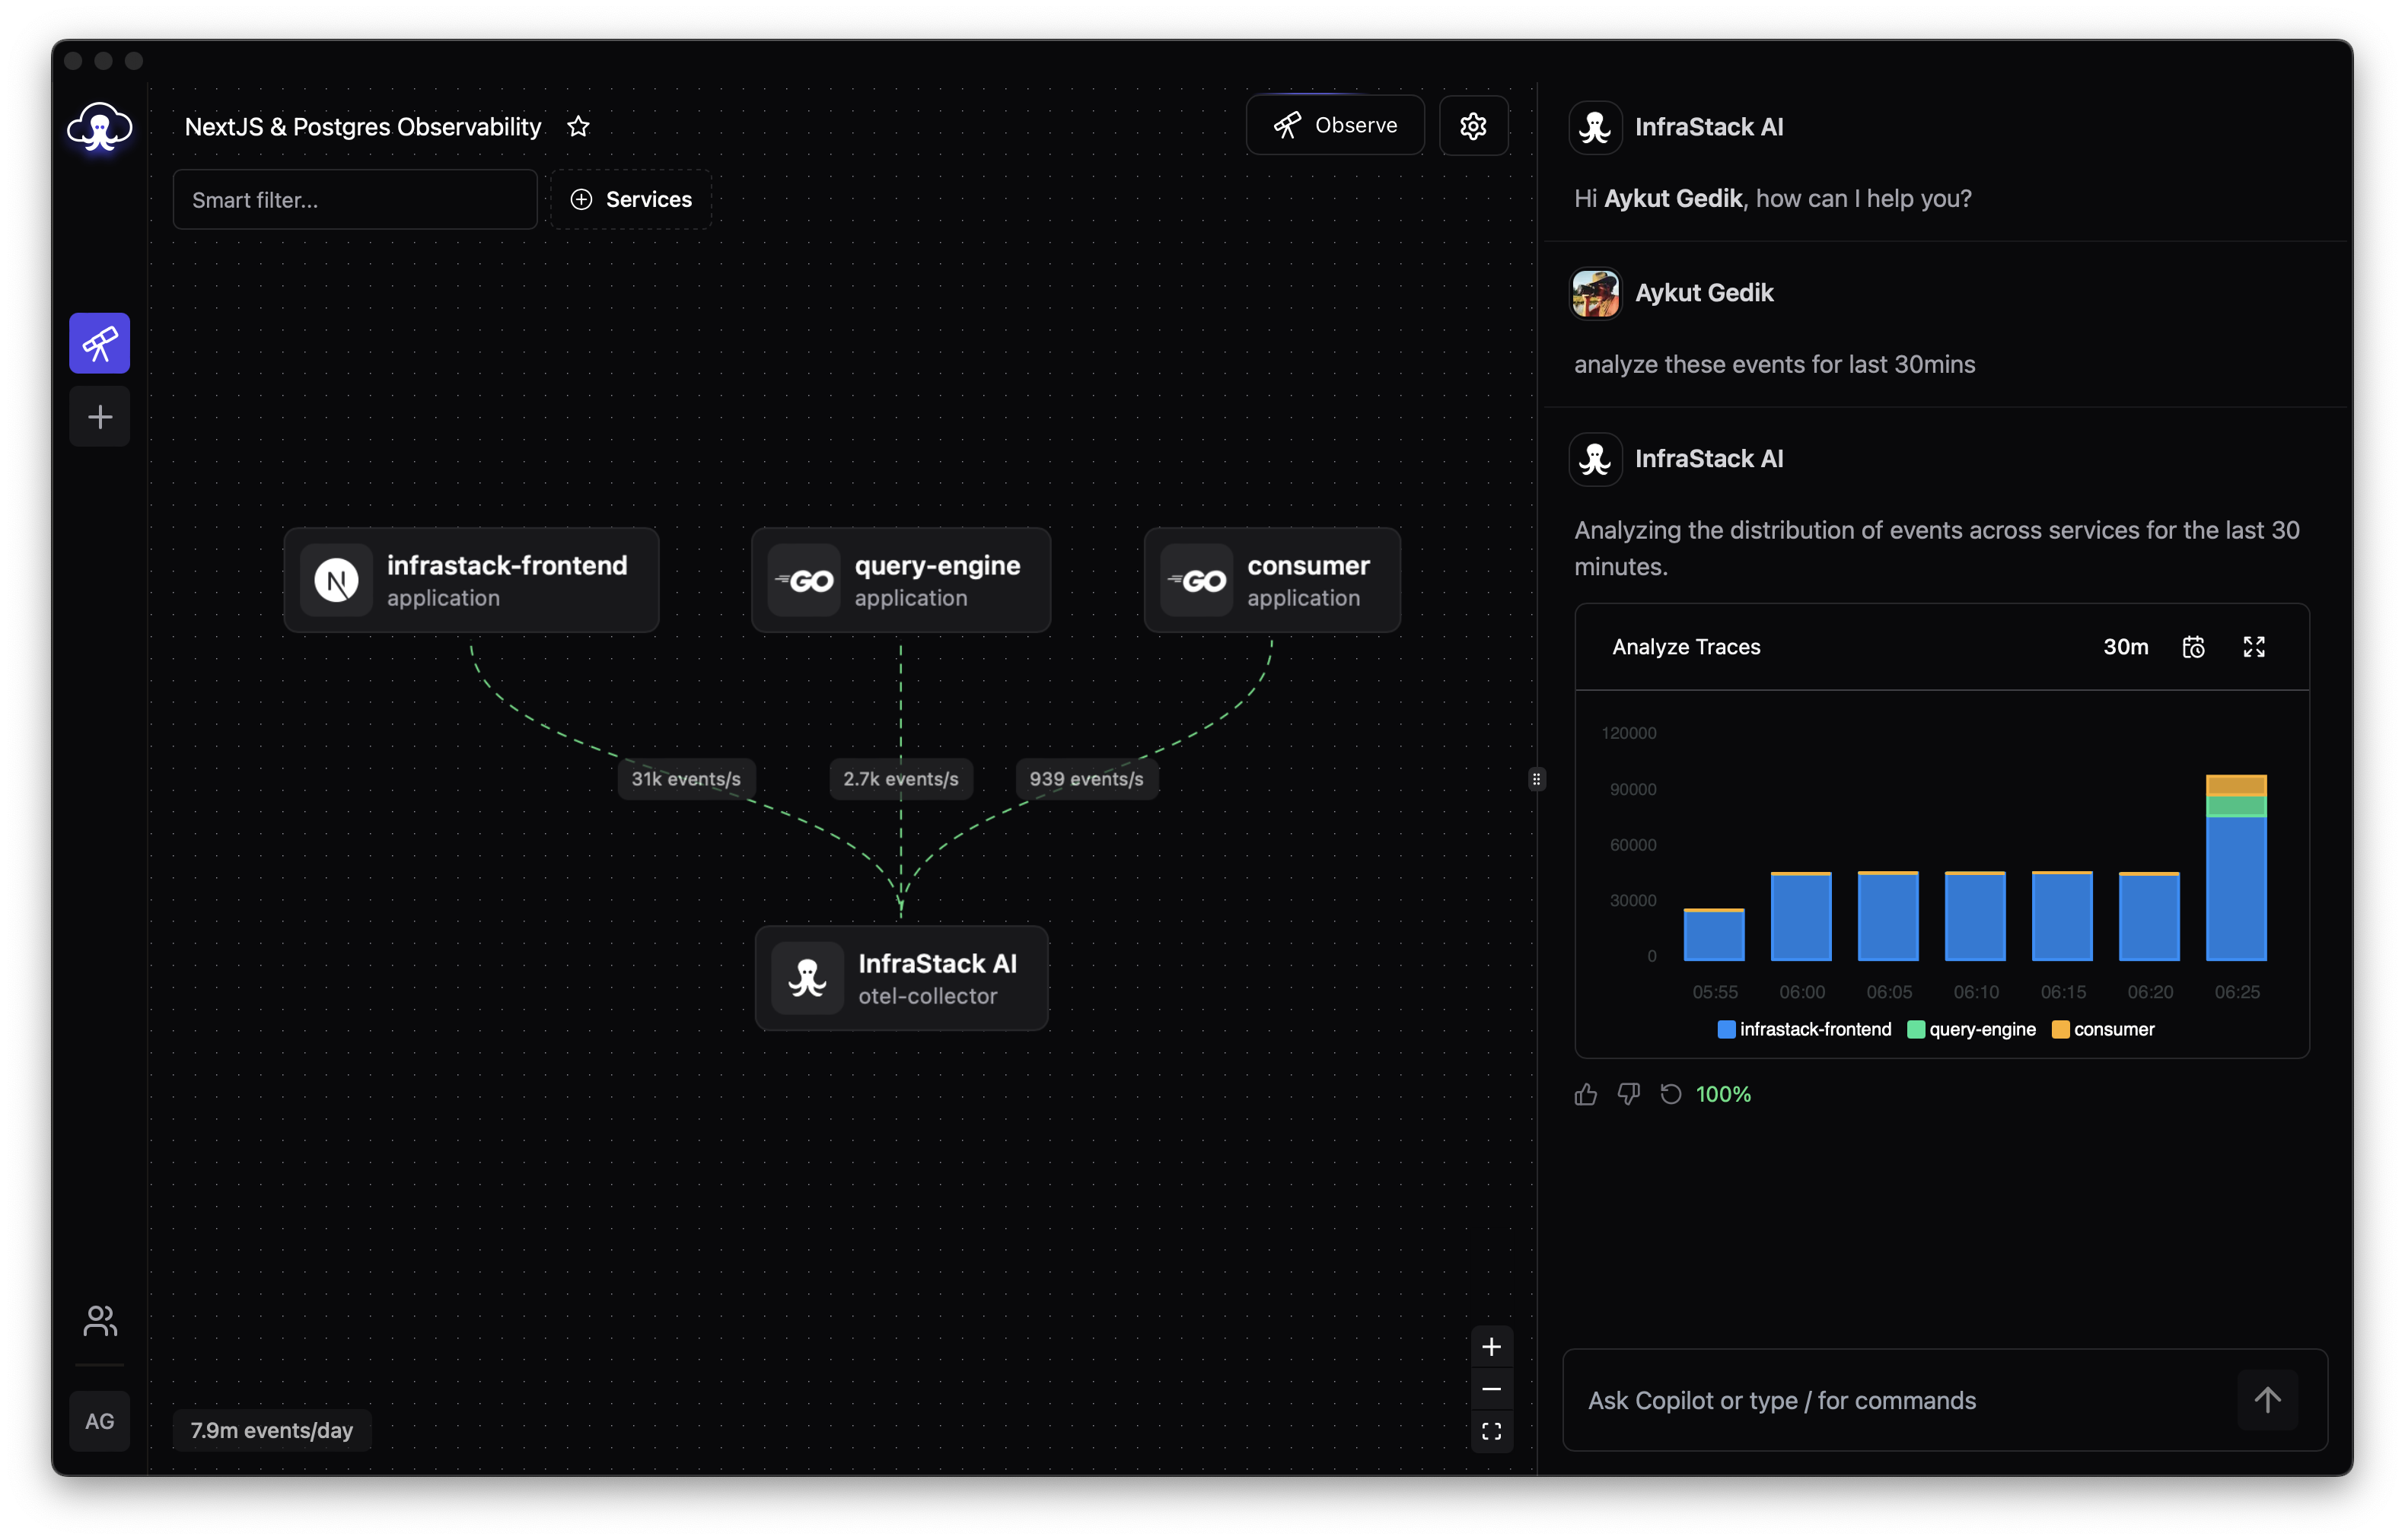 NextJS & Postgres Observability
Observe
Smart filter...
Services
N
infrastack-frontend
application
GO
query-engine
application
GO
consumer
application
31k events/s
2.7k events/s
939 events/s
InfraStack AI
otel-collector
AG
7.9m events/day
InfraStack AI
Hi Aykut Gedik, how can I help you?
Aykut Gedik
analyze these events for last 30mins
InfraStack AI
Analyzing the distribution of events across services for the last 30
minutes.
Analyze Traces
30m
120000
90000
60000
30000
0
05:55 06:00 06:05 06:10 06:15 06:20 06:25
infrastack-frontend query-engine consumer
100%
Ask Copilot or type / for commands